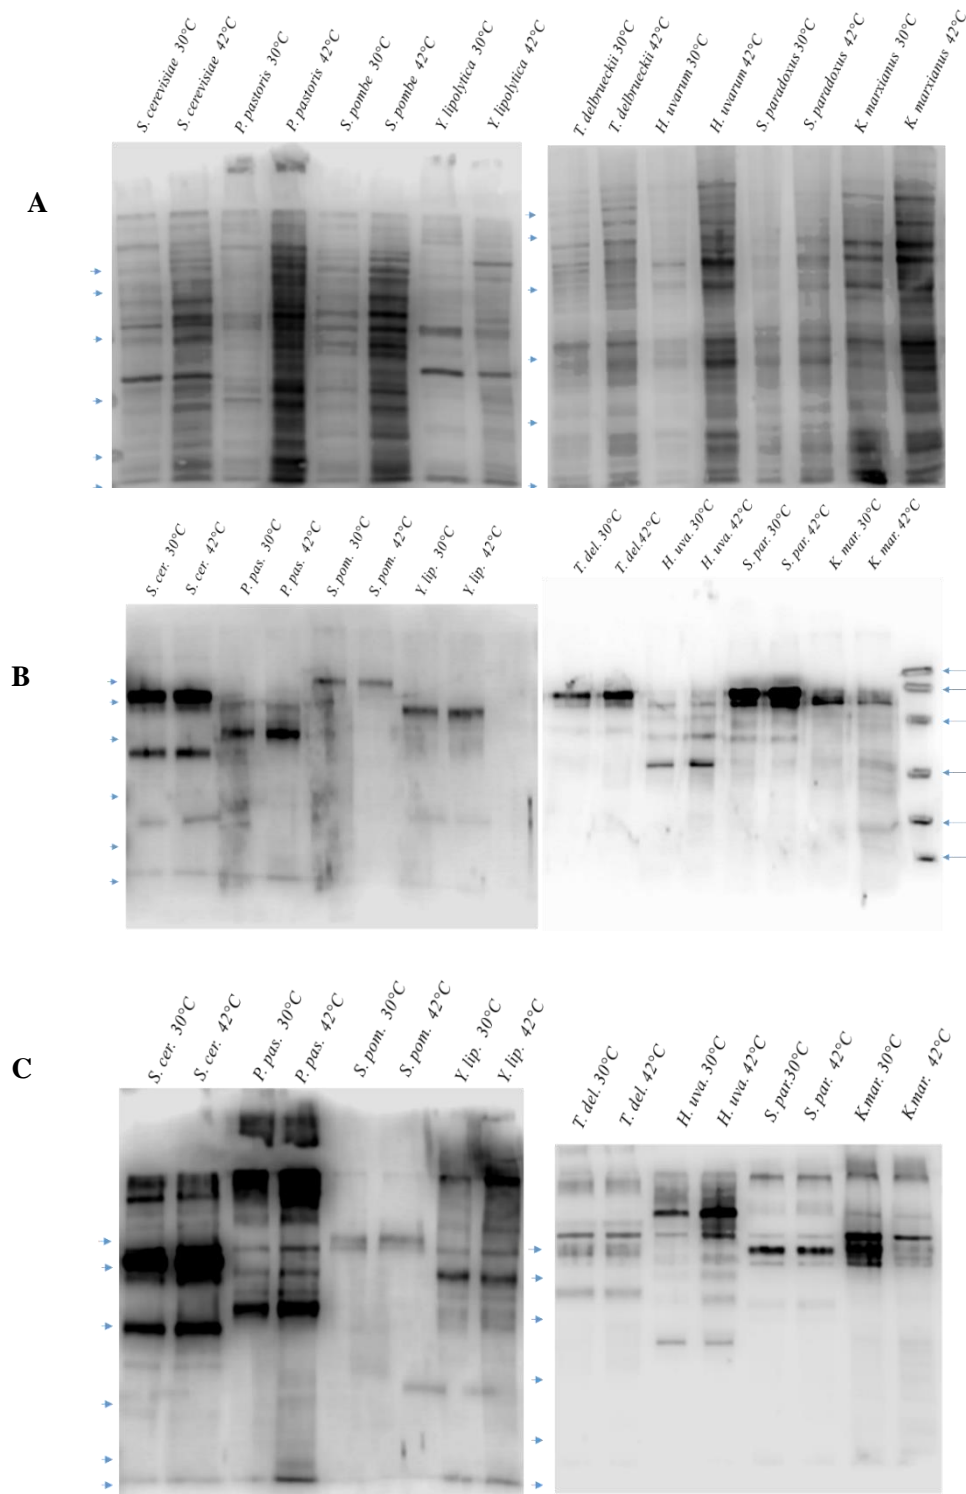 S. cerevisiae 30°C
S. cerevisiae 42°C
P. pastoris 30°C
P. pastoris 42°C
S. pombe 30°C
S. pombe 42°C
Y. lipolytica 30°C
Y. lipolytica 42°C
T. delbrueckii 30°C
T. delbrueckii 42°C
H. uvarum 30°C
H. uvarum 42°C
S. paradoxus 30°C
S. paradoxus 42°C
K. marxianus 30°C
K. marxianus 42°C
A
S. cer. 30°C
S. cer. 42°C
P. pas. 30°C
P. pas. 42°C
S. pom. 30°C
S. pom. 42°C
Y. lip. 30°C
Y. lip. 42°C
T. del. 30°C
T. del.42°C
H. uva. 30°C
H. uva. 42°C
S. par. 30°C
S. par. 42°C
K. mar. 30°C
K. mar. 42°C
B
S. cer. 30°C
S. cer. 42°C
P. pas. 30°C
P. pas. 42°C
S. pom. 30°C
S. pom. 42°C
Y. lip. 30°C
Y. lip. 42°C
T. del. 30°C
T. del. 42°C
H. uva. 30°C
H. uva. 42°C
S. par.30°C
S. par. 42°C
K.mar. 30°C
K.mar. 42°C
C